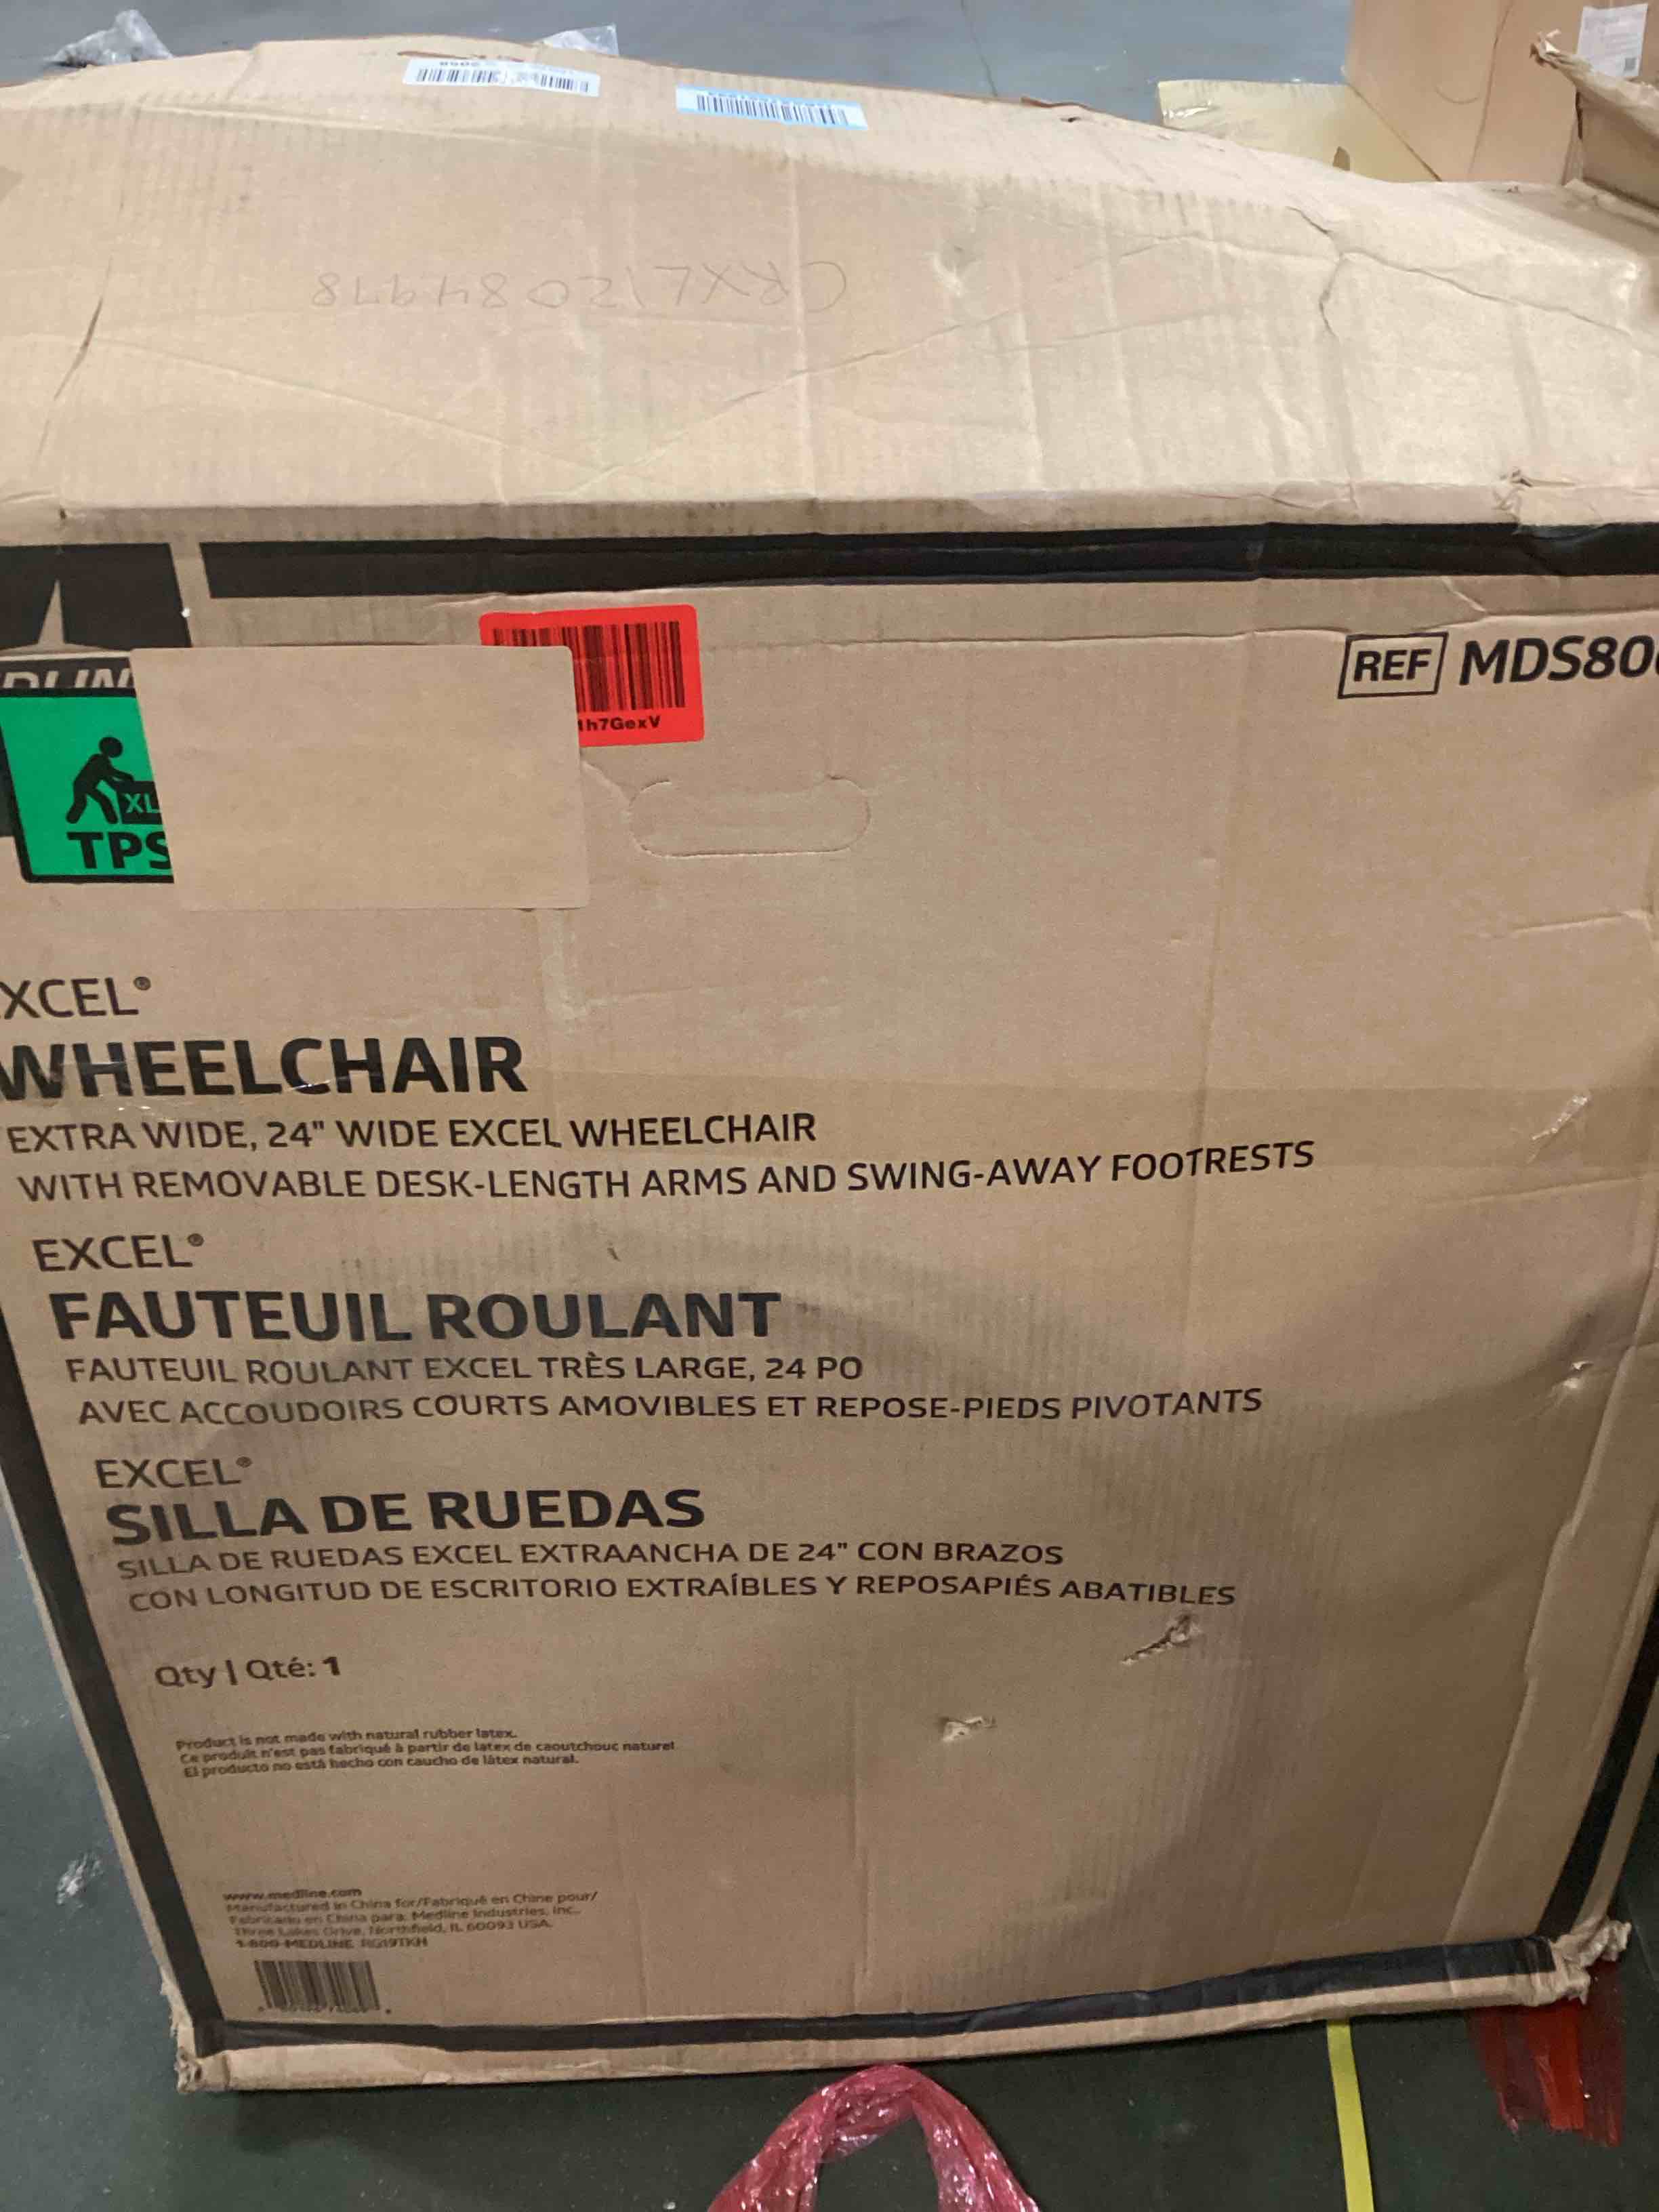 CRXL12084978
1h7GexV
REF MDS80
XL
TPS
XCEL®
WHEELCHAIR
EXTRA WIDE, 24" WIDE EXCEL WHEELCHAIR
WITH REMOVABLE DESK-LENGTH ARMS AND SWING-AWAY FOOTRESTS
EXCEL®
FAUTEUIL ROULANT
FAUTEUIL ROULANT EXCEL TRÈS LARGE, 24 PO
AVEC ACCOUDOIRS COURTS AMOVIBLES ET REPOSE-PIEDS PIVOTANTS
EXCEL®
SILLA DE RUEDAS
SILLA DE RUEDAS EXCEL EXTRAANCHA DE 24" CON BRAZOS
CON LONGITUD DE ESCRITORIO EXTRAÍBLES Y REPOSAPIÉS ABATIBLES
Qty | Qté: 1
Product is not made with natural rubber latex.
Ce produit n'est pas fabriqué à partir de latex de caoutchouc naturel
El producto no está hecho con caucho de látex natural.
www.medline.com
Manufactured in China for/Fabriqué en Chine pour/
Fabricado en China para: Medline Industries, Inc.
Three Lakes Drive, Northfield, IL 60093 USA
1-800-MEDLINE RG19TKH